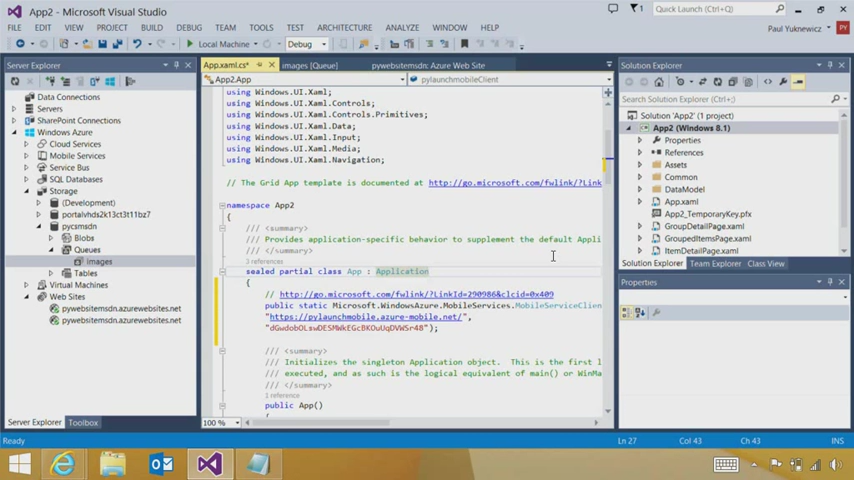 App2 - Microsoft Visual Studio
1
Quick Launch (Ctrl+Q)
FILE EDIT VIEW PROJECT BUILD DEBUG TEAM TOOLS TEST ARCHITECTURE ANALYZE WINDOW HELP
Paul Yuknewicz
PY
Local Machine
Debug
Server Explorer
Data Connections
Servers
SharePoint Connections
Windows Azure
Cloud Services
Mobile Services
Service Bus
SQL Databases
Storage
(Development)
portalvhds2k13ct3t11bz7
pycsmsdn
Blobs
Queues
images
Tables
Virtual Machines
Web Sites
pywebsitemsdn.azurewebsites.net
pywebsitemsdn.azurewebsites.net
Server Explorer Toolbox
App.xaml.cs* images [Queue] pywebsitemsdn: Azure Web Site
App2.App pylaunchmobileClient
using Windows.UI.Xaml;
using Windows.UI.Xaml.Controls;
using Windows.UI.Xaml.Controls.Primitives;
using Windows.UI.Xaml.Data;
using Windows.UI.Xaml.Input;
using Windows.UI.Xaml.Media;
using Windows.UI.Xaml.Navigation;
// The Grid App template is documented at http://go.microsoft.com/fwlink/?Link
namespace App2
{
/// <summary>
/// Provides application-specific behavior to supplement the default Appli
/// </summary>
3 references
sealed partial class App : Application
{
// http://go.microsoft.com/fwlink/?LinkId=290986&clcid=0x409
public static Microsoft.WindowsAzure.MobileServices.MobileServiceClien
"https://pylaunchmobile.azure-mobile.net/",
"dGwdobOLswDESMWkEGcBKOuUqDVWSr48");
/// <summary>
/// Initializes the singleton Application object. This is the first l
/// executed, and as such is the logical equivalent of main() or WinMa
/// </summary>
1 reference
public App()
{
100 %
Solution Explorer
Search Solution Explorer (Ctrl+;)
Solution 'App2' (1 project)
App2 (Windows 8.1)
Properties
References
Assets
Common
DataModel
App.xaml
App2_TemporaryKey.pfx
GroupDetailPage.xaml
GroupedItemsPage.xaml
ItemDetailPage.xaml
Solution Explorer Team Explorer Class View
Properties
Ready
Ln 27 Col 43 Ch 43 INS